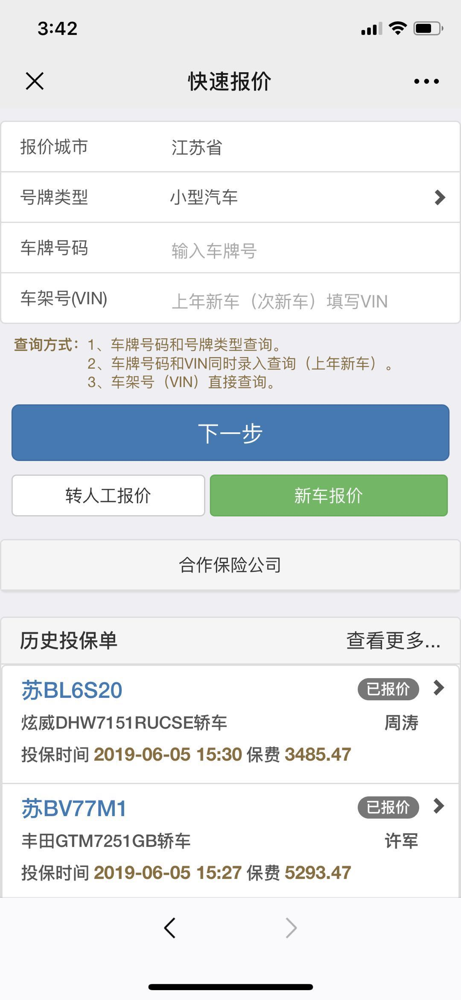 3:42
快速报价
报价城市 江苏省
号牌类型 小型汽车
车牌号码 输入车牌号
车架号(VIN) 上年新车（次新车）填写VIN
查询方式：1、车牌号码和号牌类型查询。
2、车牌号码和VIN同时录入查询（上年新车）。
3、车架号（VIN）直接查询。
下一步
转人工报价 新车报价
合作保险公司
历史投保单 查看更多...
苏BL6S20 已报价
炫威DHW7151RUCSE轿车 周涛
投保时间 2019-06-05 15:30 保费 3485.47
苏BV77M1 已报价
丰田GTM7251GB轿车 许军
投保时间 2019-06-05 15:27 保费 5293.47